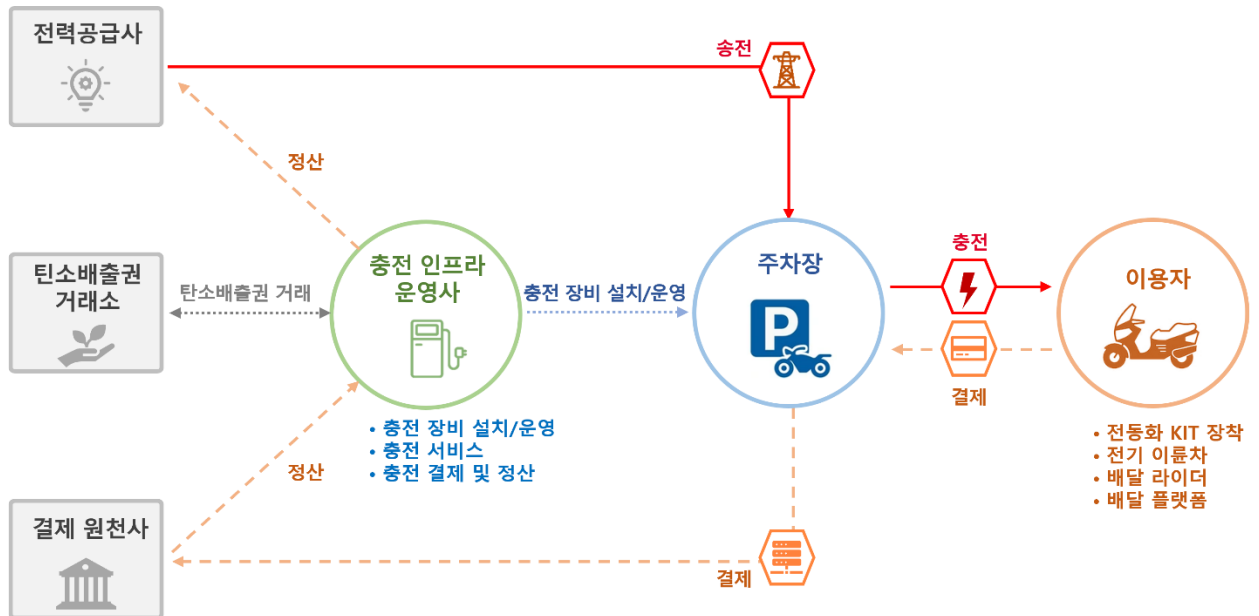 전력공급사
송전
정산
탄소배출권
거래소
탄소배출권 거래
충전 인프라
운영사
충전 장비 설치/운영
주차장
P
충전
결제
이용자
• 충전 장비 설치/운영
• 충전 서비스
• 충전 결제 및 정산
• 전동화 KIT 장착
• 전기 이륜차
• 배달 라이더
• 배달 플랫폼
정산
결제 원천사
결제